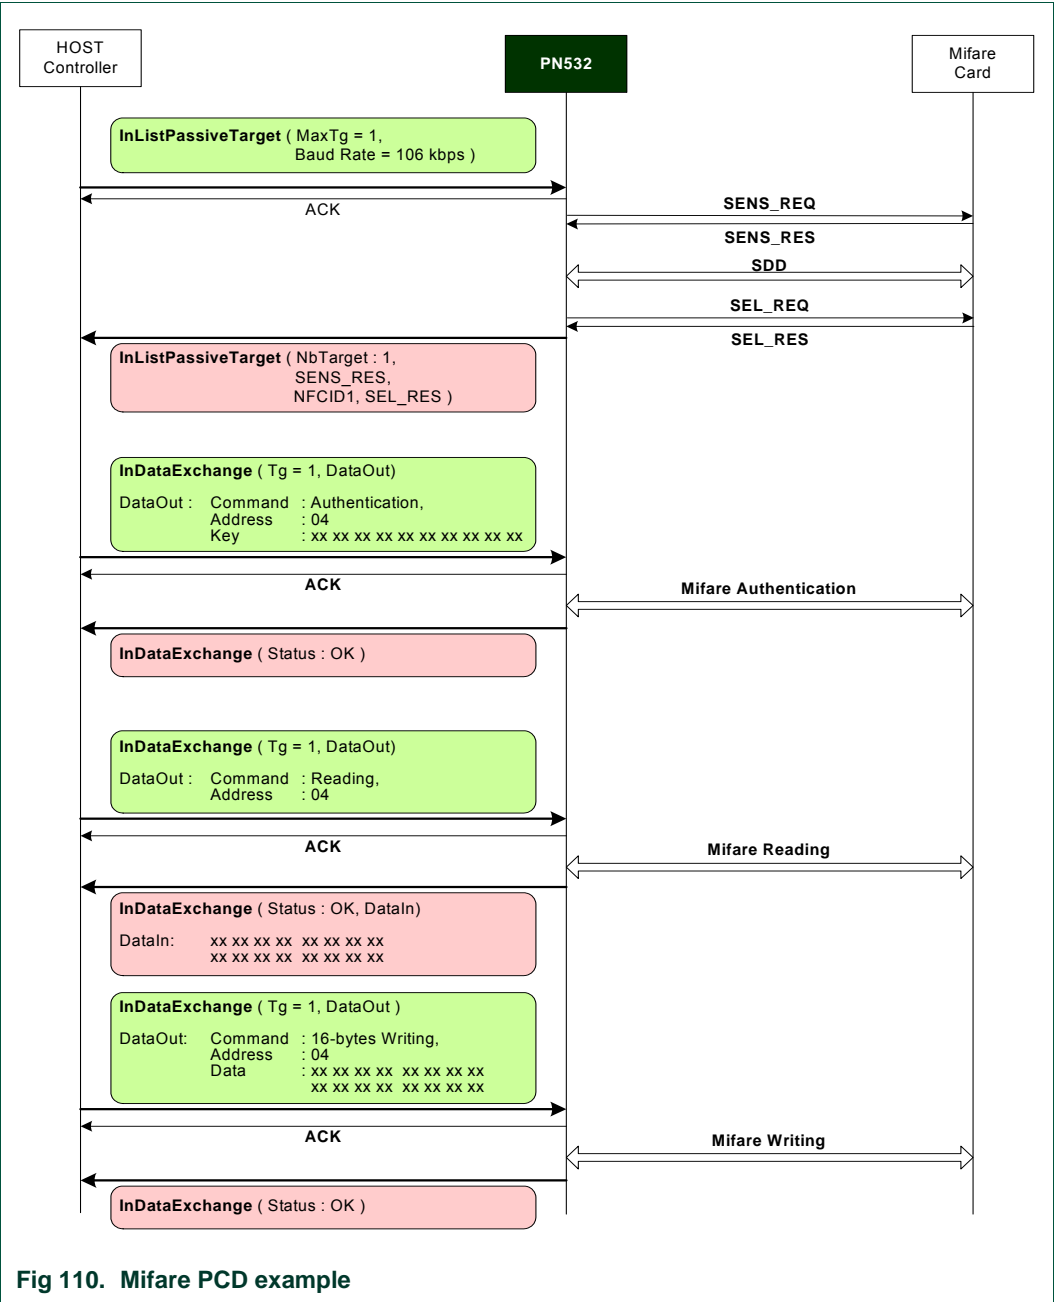 HOST
Controller
PN532
Mifare
Card
InListPassiveTarget ( MaxTg = 1,
Baud Rate = 106 kbps )
ACK
SENS_REQ
SENS_RES
SDD
SEL_REQ
SEL_RES
InListPassiveTarget ( NbTarget : 1,
SENS_RES,
NFCID1, SEL_RES )
InDataExchange ( Tg = 1, DataOut)
DataOut : Command : Authentication,
Address : 04
Key : xx xx xx xx xx xx xx xx xx xx
ACK
Mifare Authentication
InDataExchange ( Status : OK )
InDataExchange ( Tg = 1, DataOut)
DataOut : Command : Reading,
Address : 04
ACK
Mifare Reading
InDataExchange ( Status : OK, DataIn)
DataIn: xx xx xx xx xx xx xx xx
xx xx xx xx xx xx xx xx
InDataExchange ( Tg = 1, DataOut )
DataOut: Command : 16-bytes Writing,
Address : 04
Data : xx xx xx xx xx xx xx xx
xx xx xx xx xx xx xx xx
ACK
Mifare Writing
InDataExchange ( Status : OK )
Fig 110. Mifare PCD example